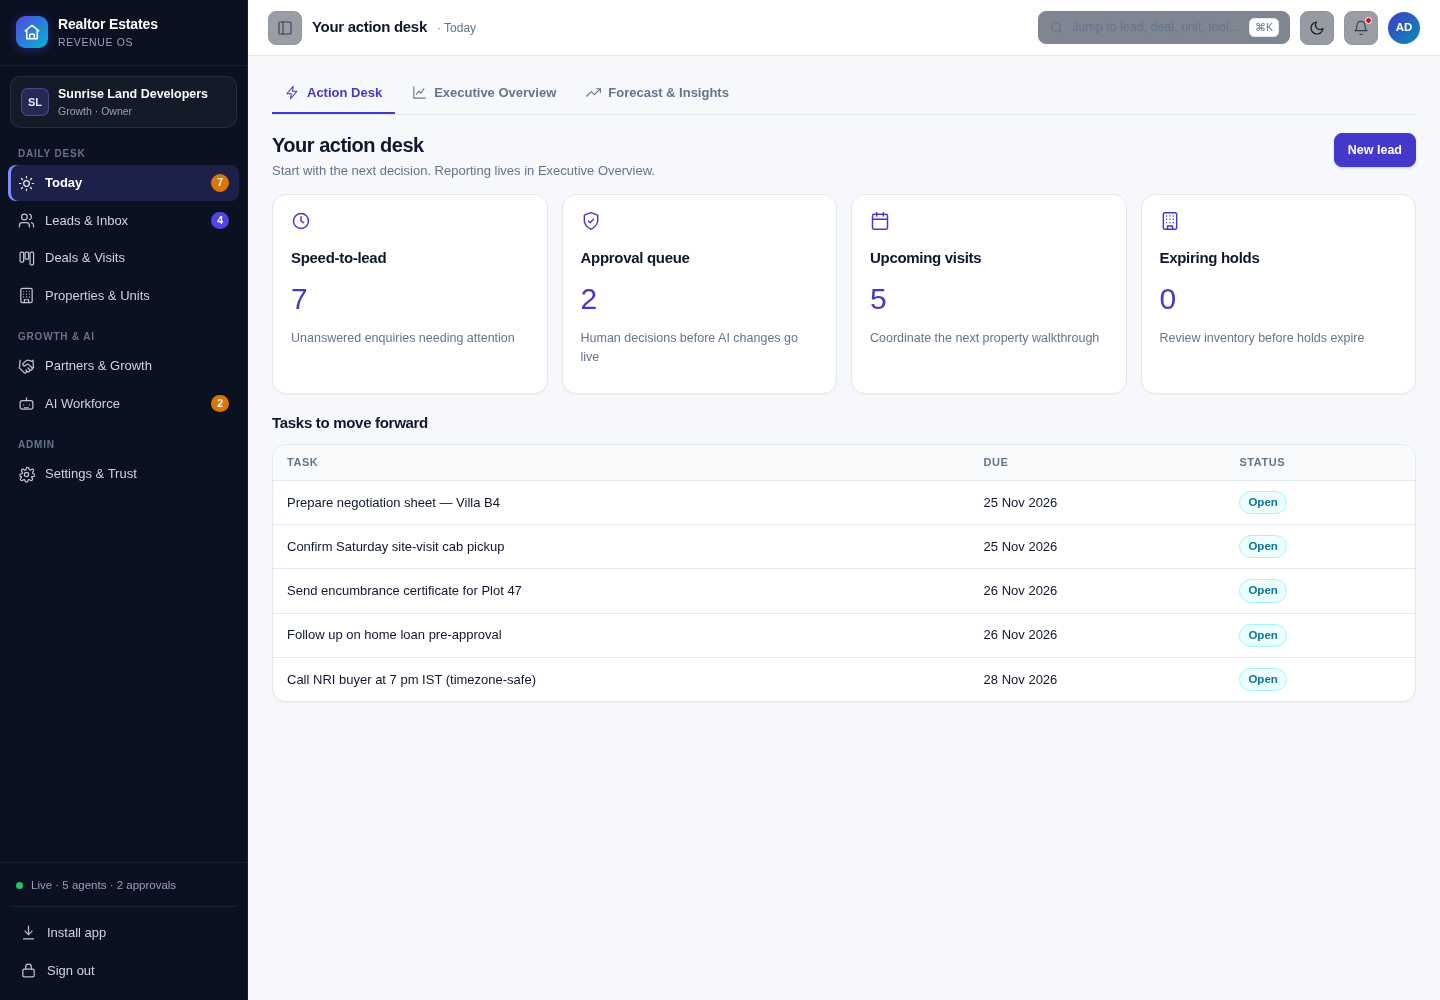 Realtor Estates
REVENUE OS
SL
Sunrise Land Developers
Growth · Owner
DAILY DESK
Today
7
Leads & Inbox
4
Deals & Visits
Properties & Units
GROWTH & AI
Partners & Growth
AI Workforce
2
ADMIN
Settings & Trust
Live · 5 agents · 2 approvals
Install app
Sign out
Your action desk · Today
Jump to lead, deal, unit, tool…
⌘K
AD
Action Desk
Executive Overview
Forecast & Insights
Your action desk
Start with the next decision. Reporting lives in Executive Overview.
New lead
Speed-to-lead
7
Unanswered enquiries needing attention
Approval queue
2
Human decisions before AI changes go
live
Upcoming visits
5
Coordinate the next property walkthrough
Expiring holds
0
Review inventory before holds expire
Tasks to move forward
TASK DUE STATUS
Prepare negotiation sheet — Villa B4 25 Nov 2026 Open
Confirm Saturday site-visit cab pickup 25 Nov 2026 Open
Send encumbrance certificate for Plot 47 26 Nov 2026 Open
Follow up on home loan pre-approval 26 Nov 2026 Open
Call NRI buyer at 7 pm IST (timezone-safe) 28 Nov 2026 Open